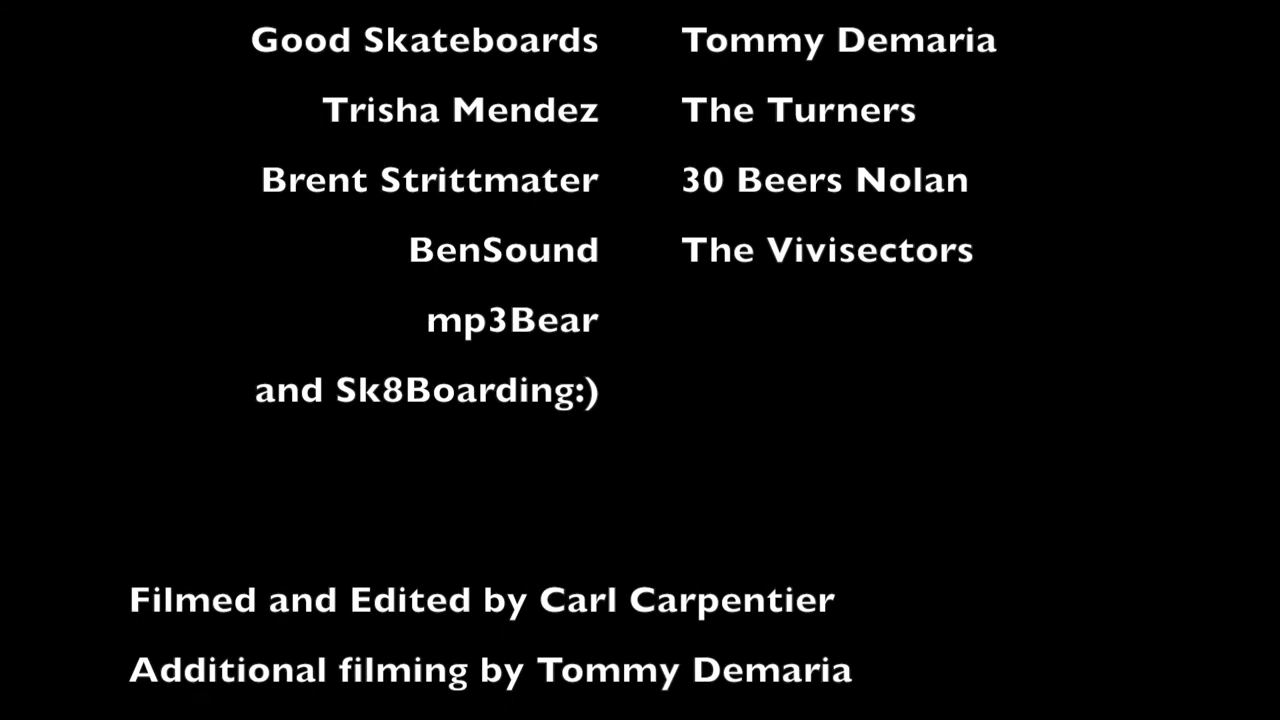 Good Skateboards Tommy Demaria
Trisha Mendez The Turners
Brent Strittmater 30 Beers Nolan
BenSound The Vivisectors
mp3Bear
and Sk8Boarding:)
Filmed and Edited by Carl Carpentier
Additional filming by Tommy Demaria